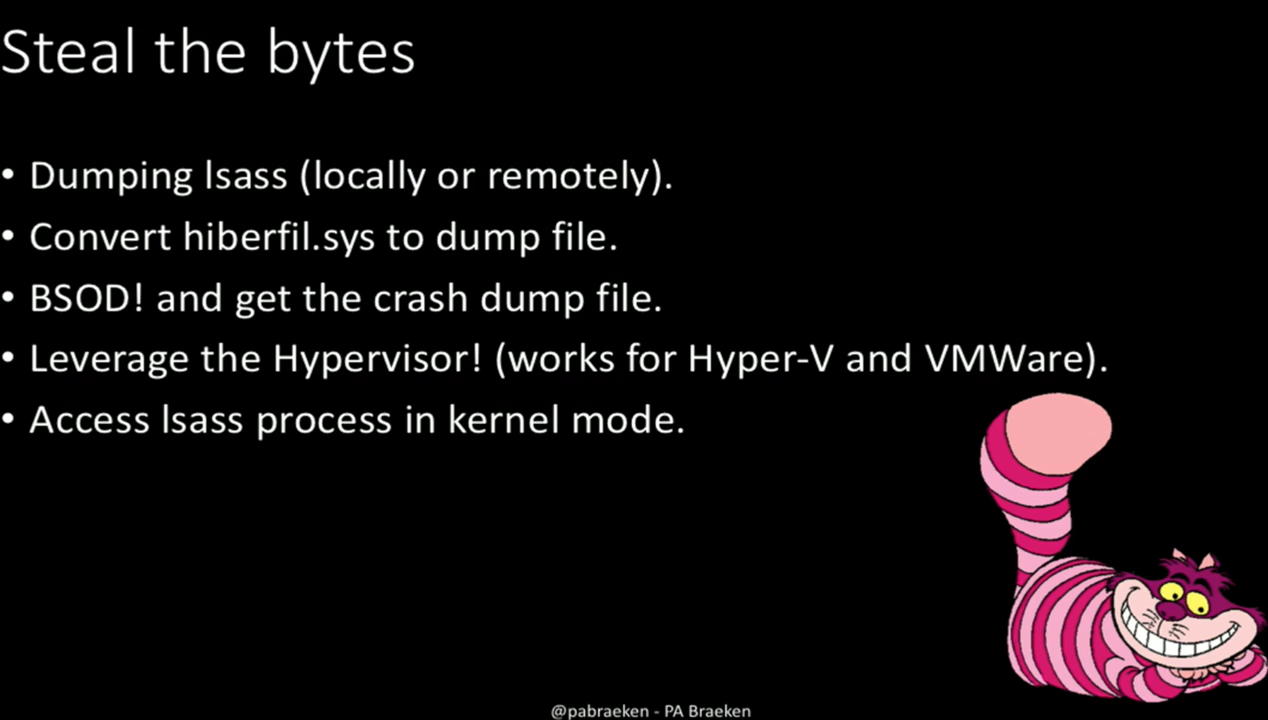 Steal the bytes
• Dumping lsass (locally or remotely).
• Convert hiberfil.sys to dump file.
• BSOD! and get the crash dump file.
• Leverage the Hypervisor! (works for Hyper-V and VMWare).
• Access lsass process in kernel mode.
@pabraeken - PA Braeken